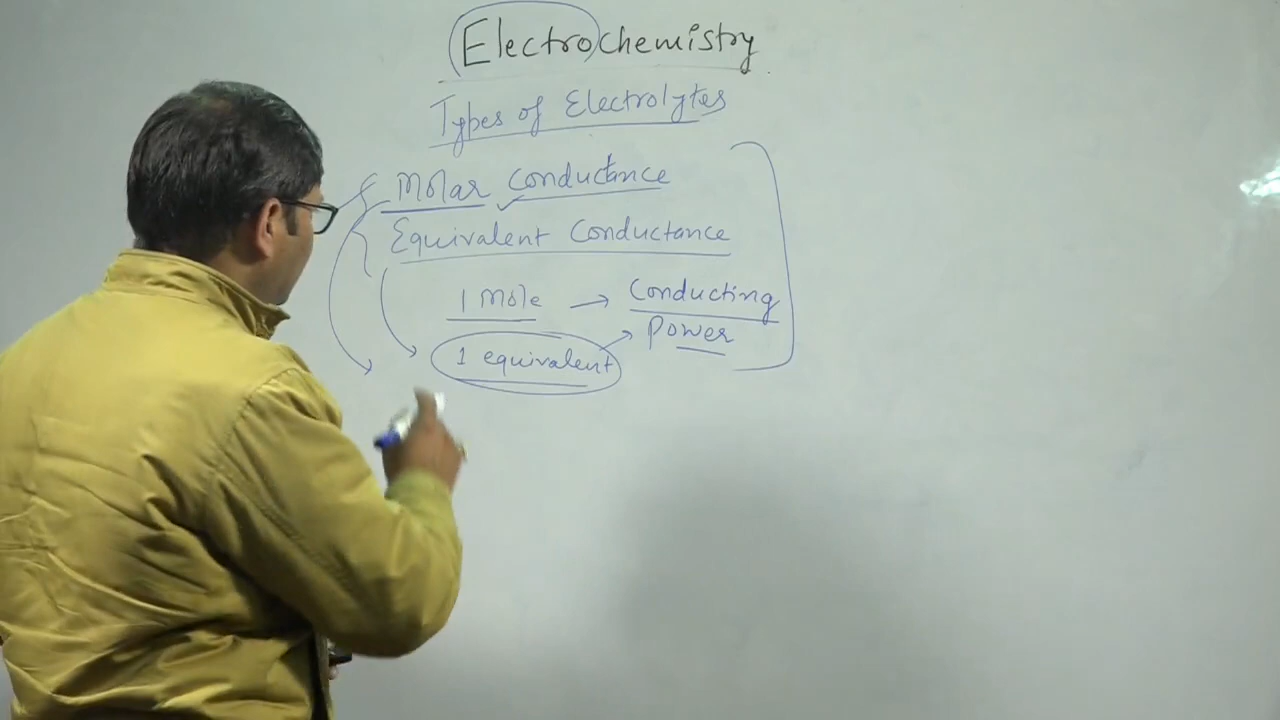 Electrochemistry
Types of Electrolytes
Molar Conductance
Equivalent Conductance
1 Mole → Conducting
Power
1 equivalent